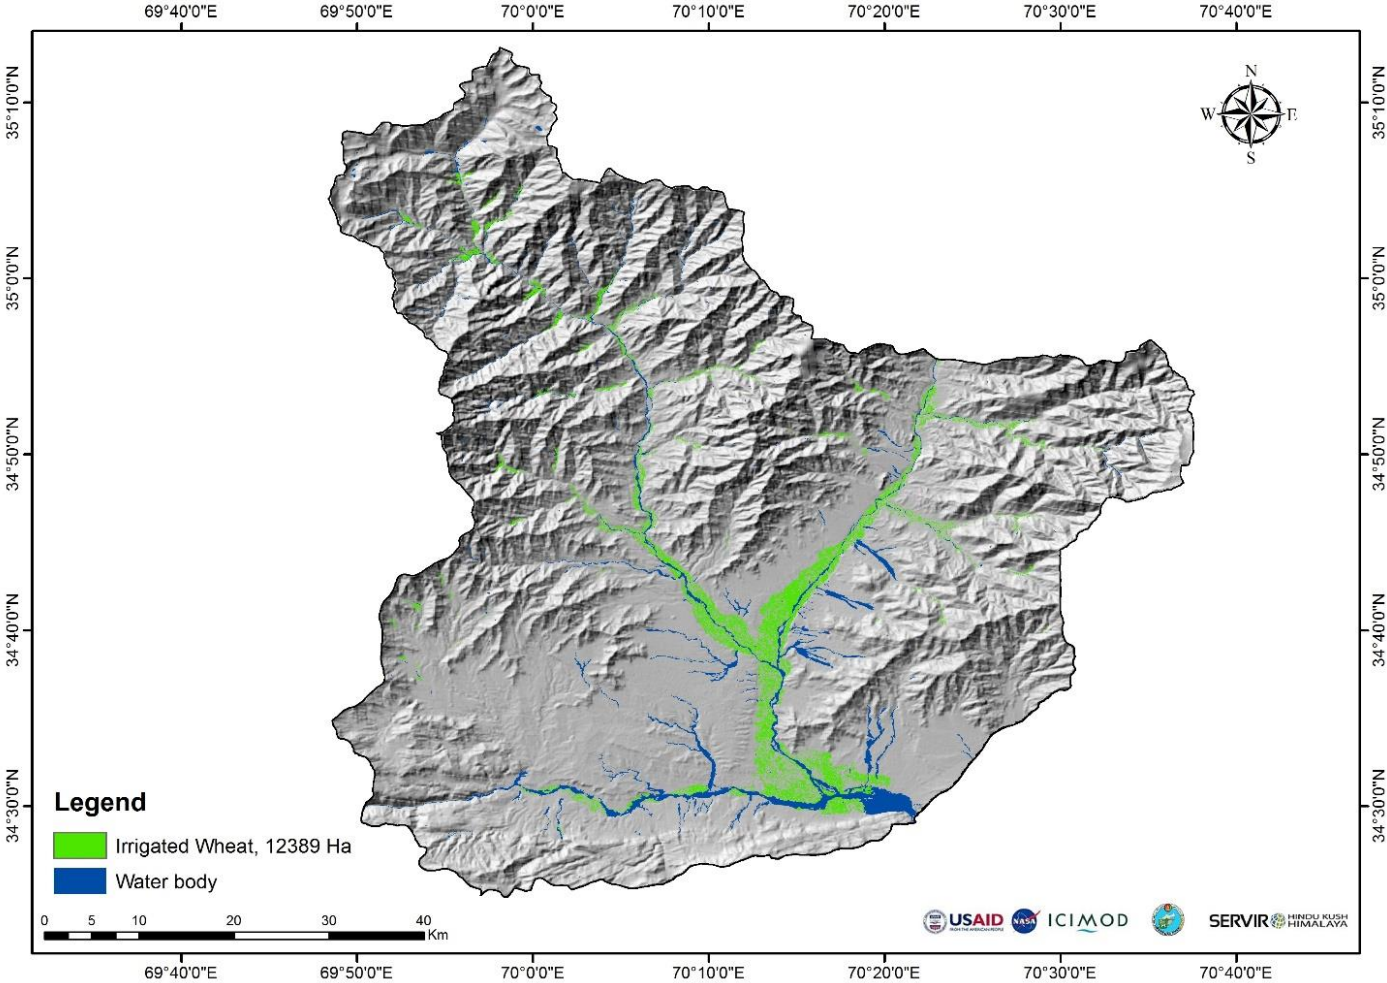 69°40'0"E 69°50'0"E 70°0'0"E 70°10'0"E 70°20'0"E 70°30'0"E 70°40'0"E
35°10'0"N
35°0'0"N
34°50'0"N
34°40'0"N
34°30'0"N
N
W E
S
35°10'0"N
35°0'0"N
34°50'0"N
34°40'0"N
34°30'0"N
Legend
Irrigated Wheat, 12389 Ha
Water body
0 5 10 20 30 40
Km
USAID
FROM THE AMERICAN PEOPLE
NASA
ICIMOD
SERVIR
HINDU KUSH
HIMALAYA
69°40'0"E 69°50'0"E 70°0'0"E 70°10'0"E 70°20'0"E 70°30'0"E 70°40'0"E